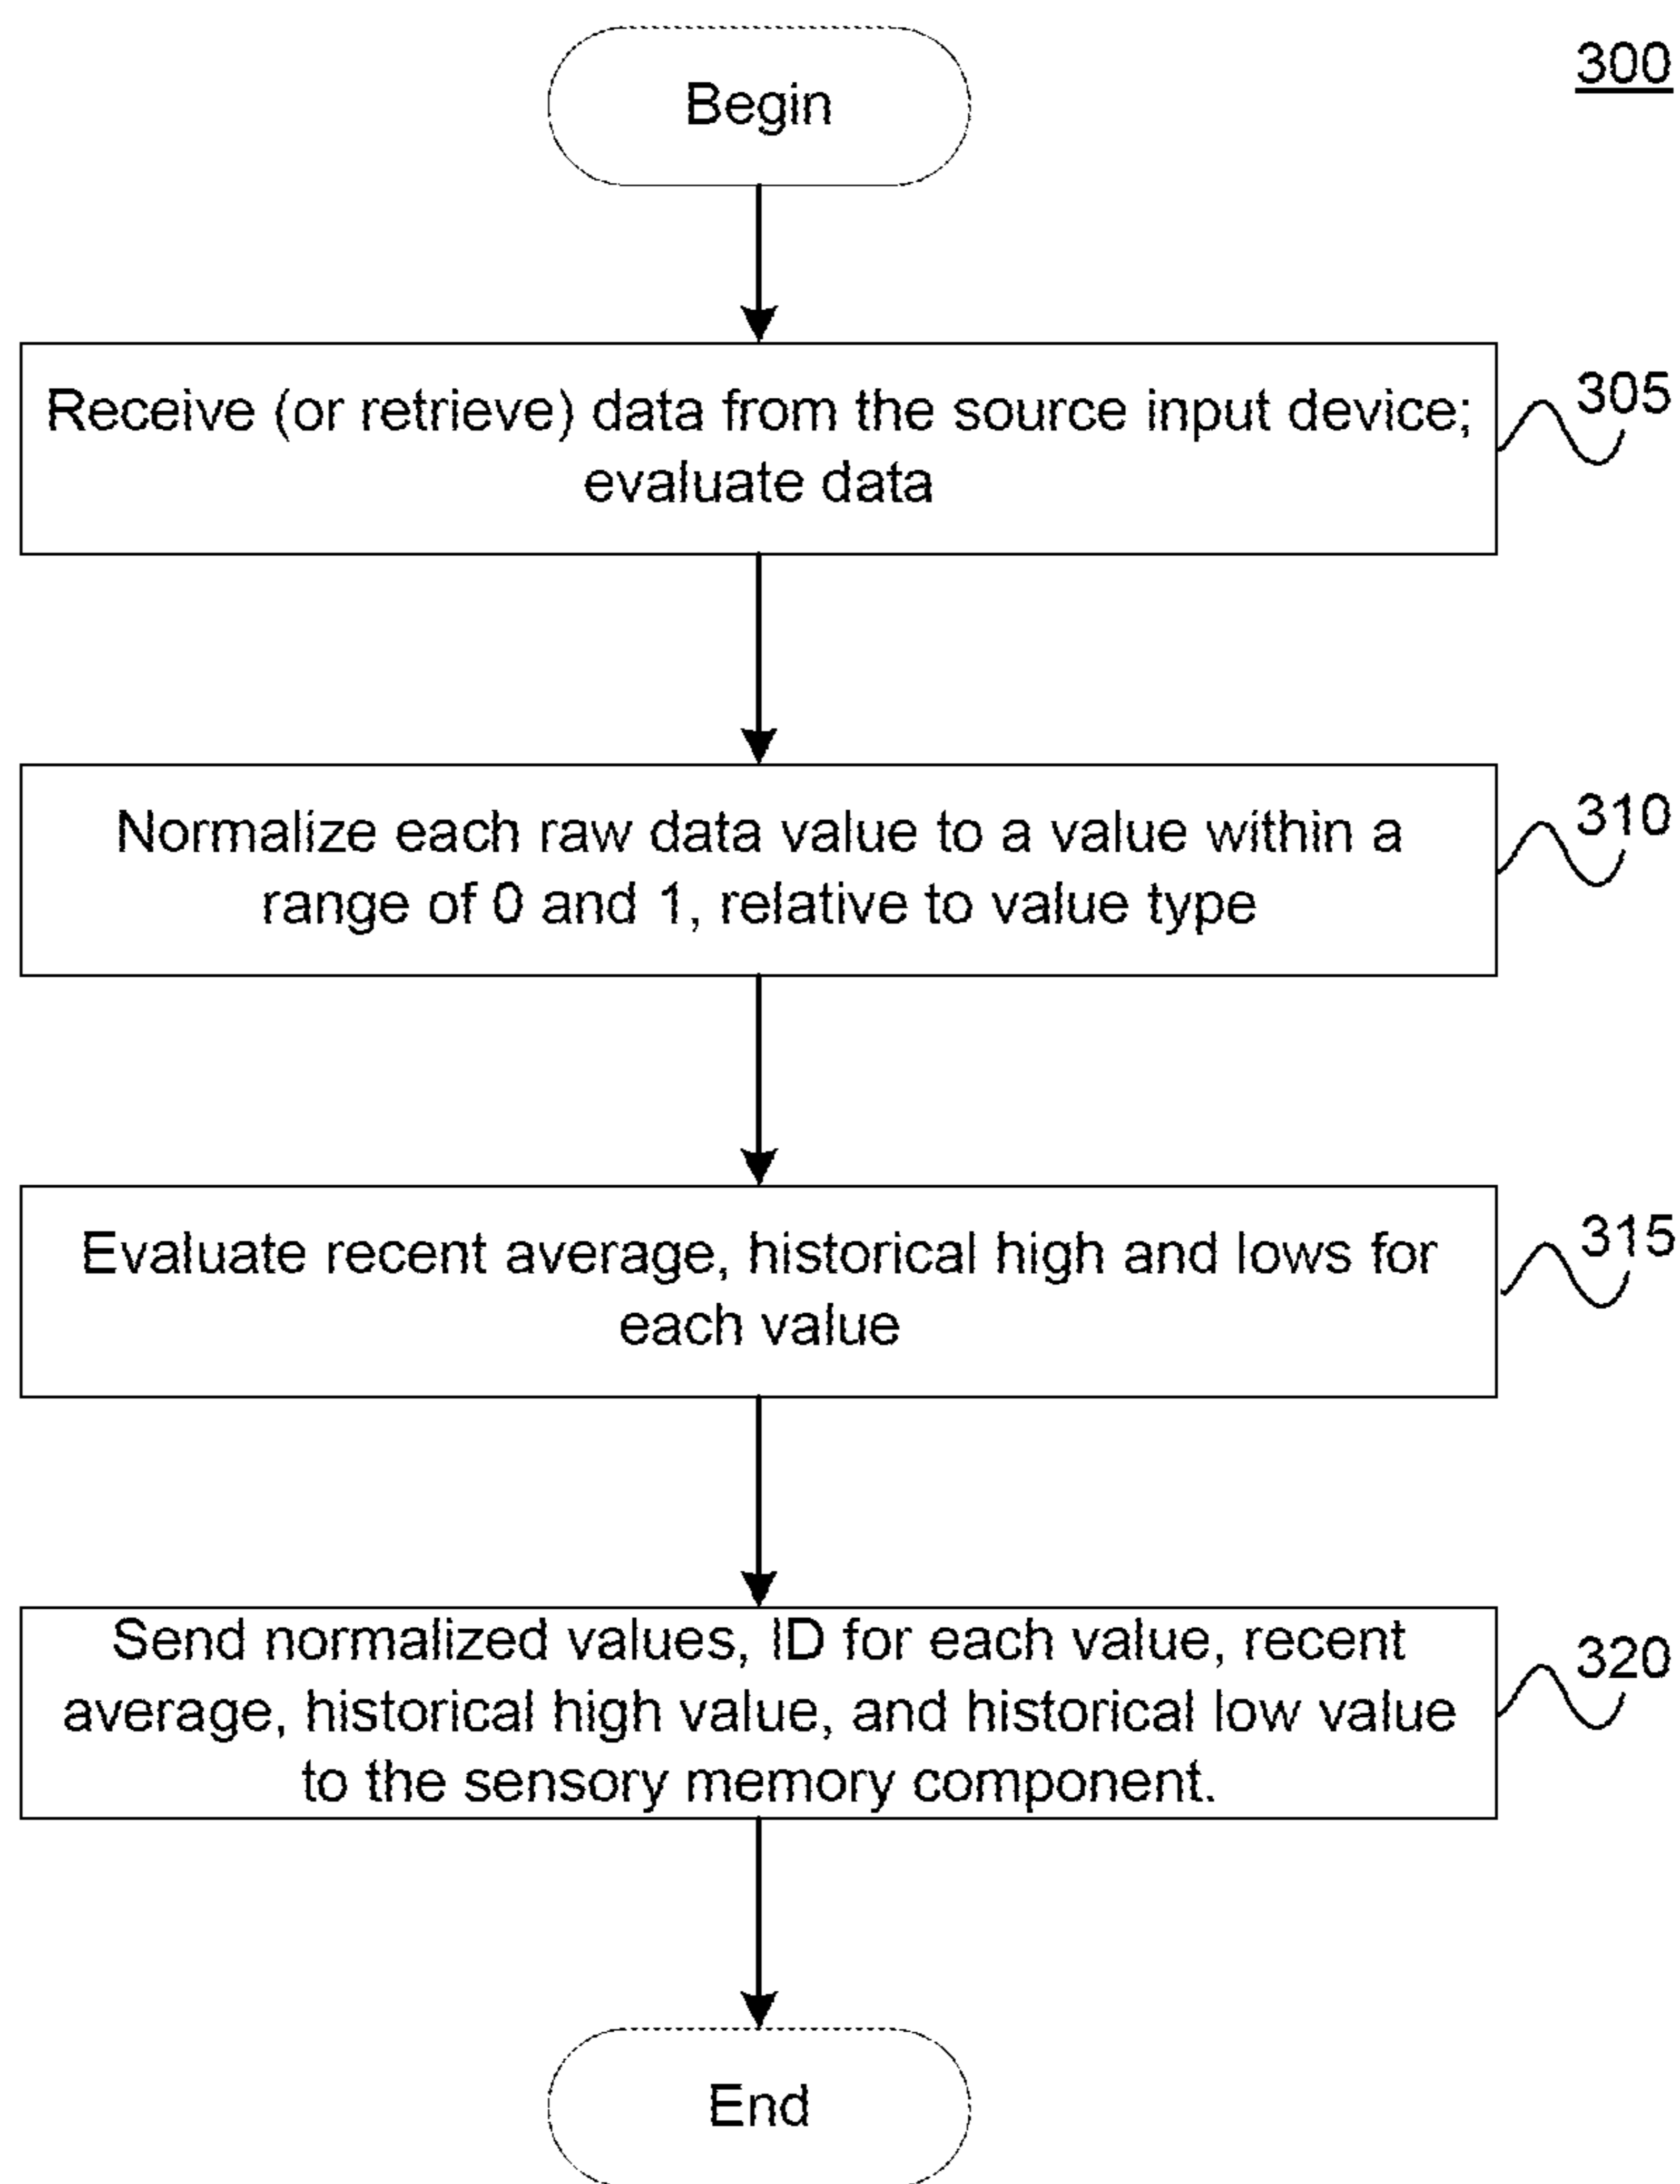 300
Begin
Receive (or retrieve) data from the source input device;
evaluate data
305
Normalize each raw data value to a value within a
range of 0 and 1, relative to value type
310
Evaluate recent average, historical high and lows for
each value
315
Send normalized values, ID for each value, recent
average, historical high value, and historical low value
to the sensory memory component.
320
End